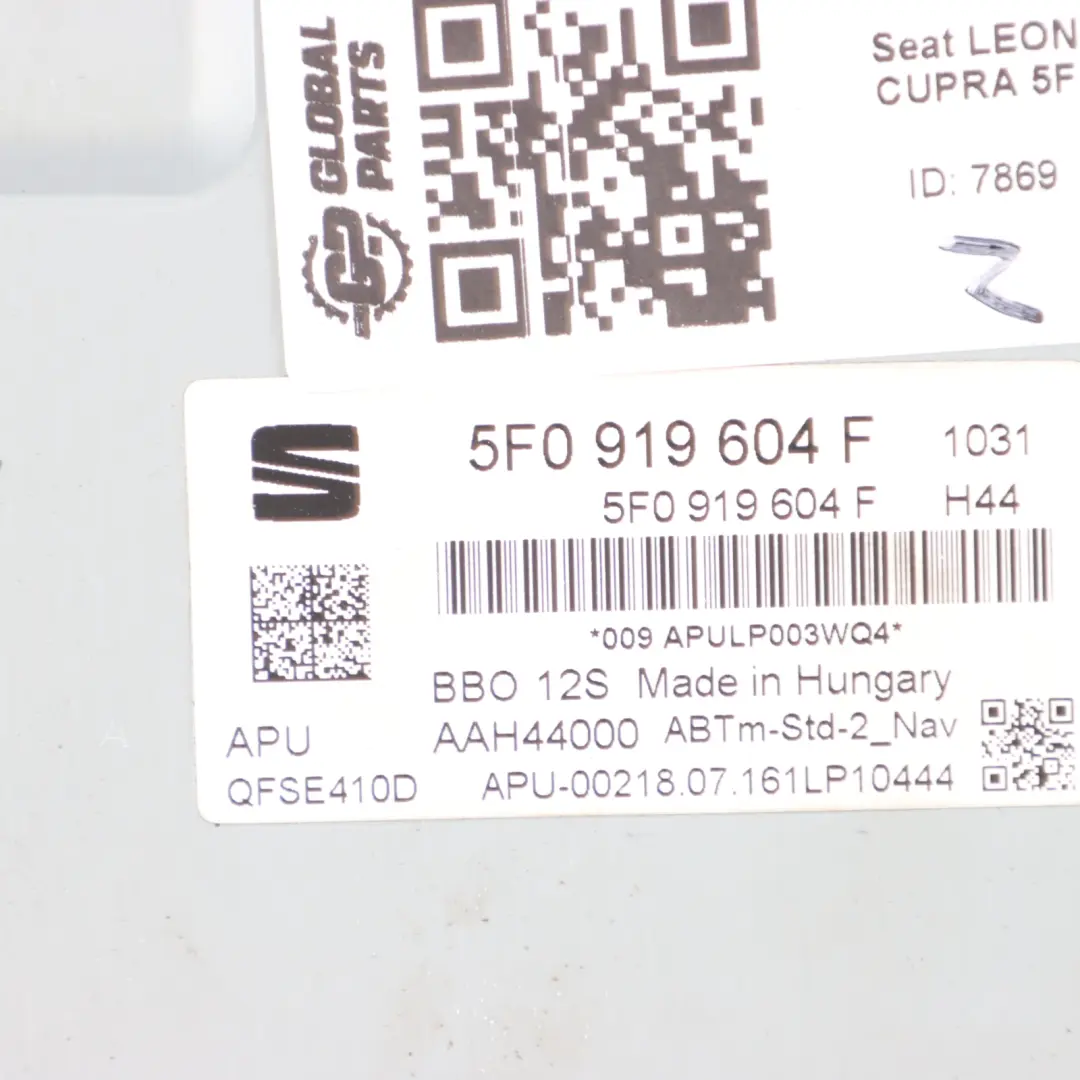 GLOBAL
PARTS
Seat LEON
CUPRA 5F
ID: 7869
5F0 919 604 F 1031
5F0 919 604 F H44
*009 APULP003WQ4*
BBO 12S Made in Hungary
APU AAH44000 ABTm-Std-2_Nav
QFSE410D APU-00218.07.161LP10444